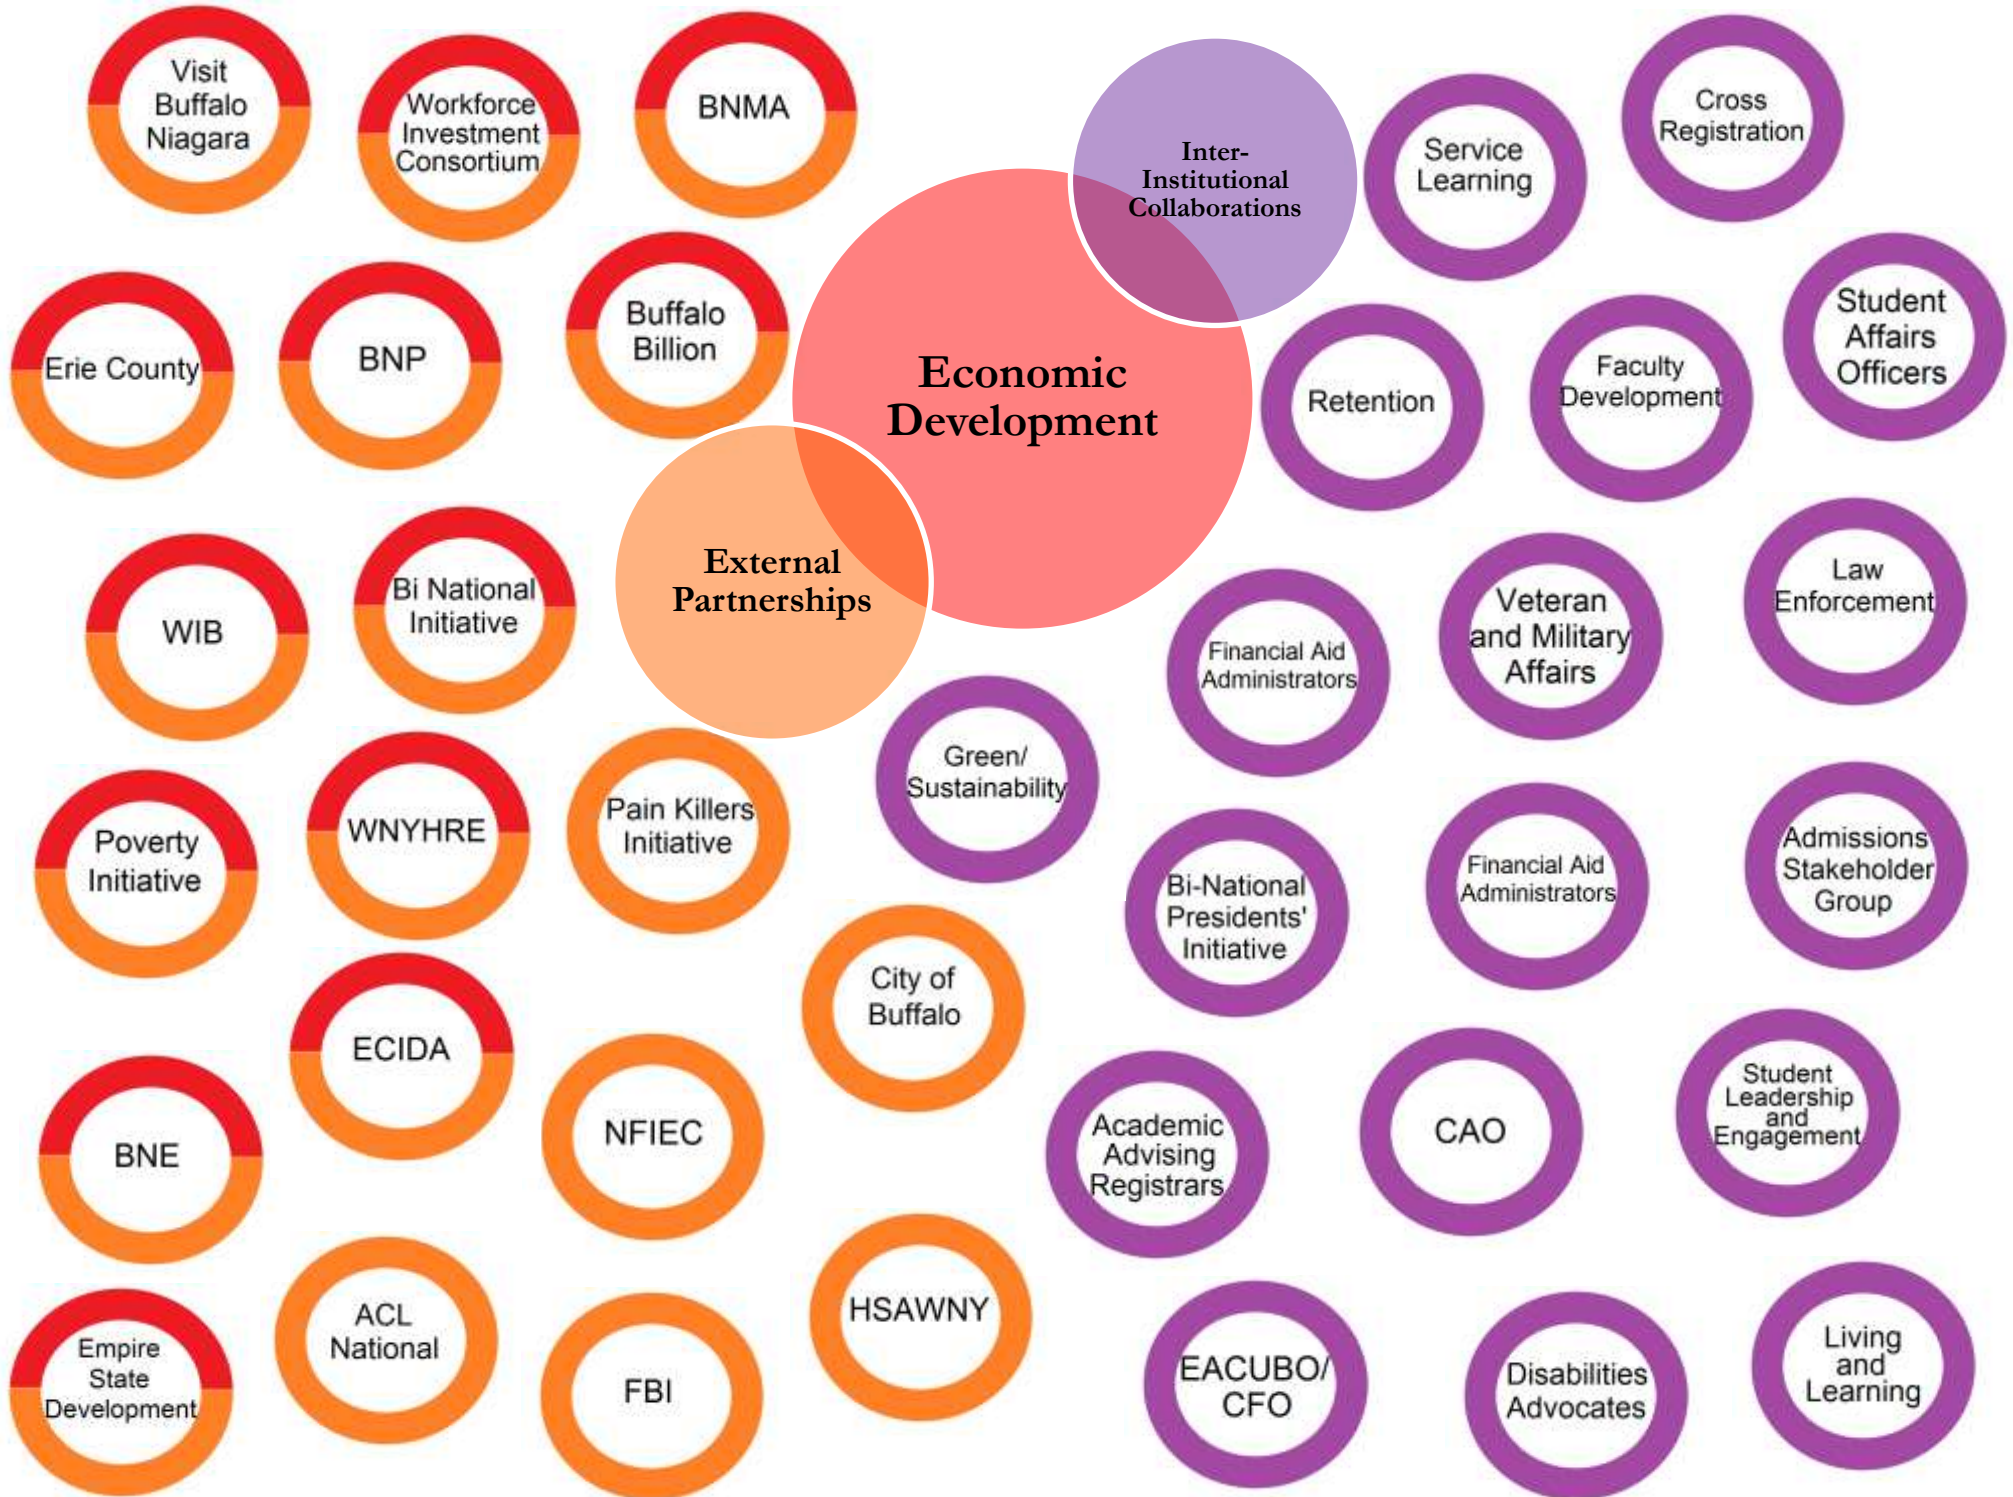 Visit
Buffalo
Niagara
Workforce
Investment
Consortium
BNMA
Inter-
Institutional
Collaborations
Service
Learning
Cross
Registration
Erie County
BNP
Buffalo
Billion
Economic
Development
Retention
Faculty
Development
Student
Affairs
Officers
WIB
Bi National
Initiative
External
Partnerships
Financial Aid
Administrators
Veteran
and Military
Affairs
Law
Enforcement
Poverty
Initiative
WNYHRE
Pain Killers
Initiative
Green/
Sustainability
Bi-National
Presidents'
Initiative
Financial Aid
Administrators
Admissions
Stakeholder
Group
ECIDA
City of
Buffalo
BNE
NFIEC
Academic
Advising
Registrars
CAO
Student
Leadership
and
Engagement
Empire
State
Development
ACL
National
FBI
HSAWNY
EACUBO/
CFO
Disabilities
Advocates
Living
and
Learning